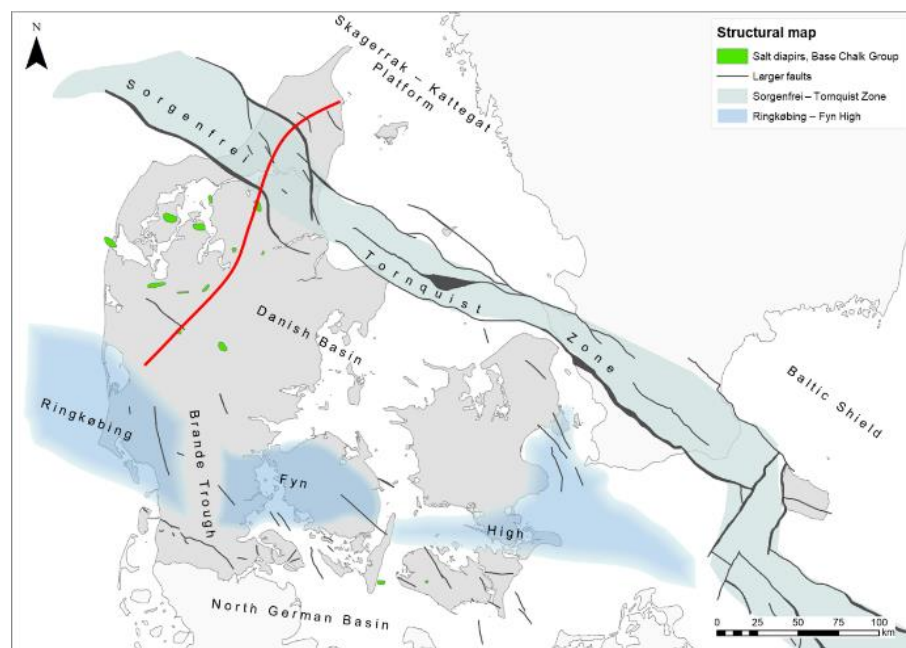 N
Skagerrak – Kattegat
Platform
Structural map
Salt diapirs, Base Chalk Group
Larger faults
Sorgenfrei – Tornquist Zone
Ringkøbing – Fyn High
Sorgenfrei
Tornquist
Zone
Danish Basin
Baltic Shield
Ringkøbing
Brande Trough
Fyn
High
North German Basin
0 12,5 25 50 75 100
km